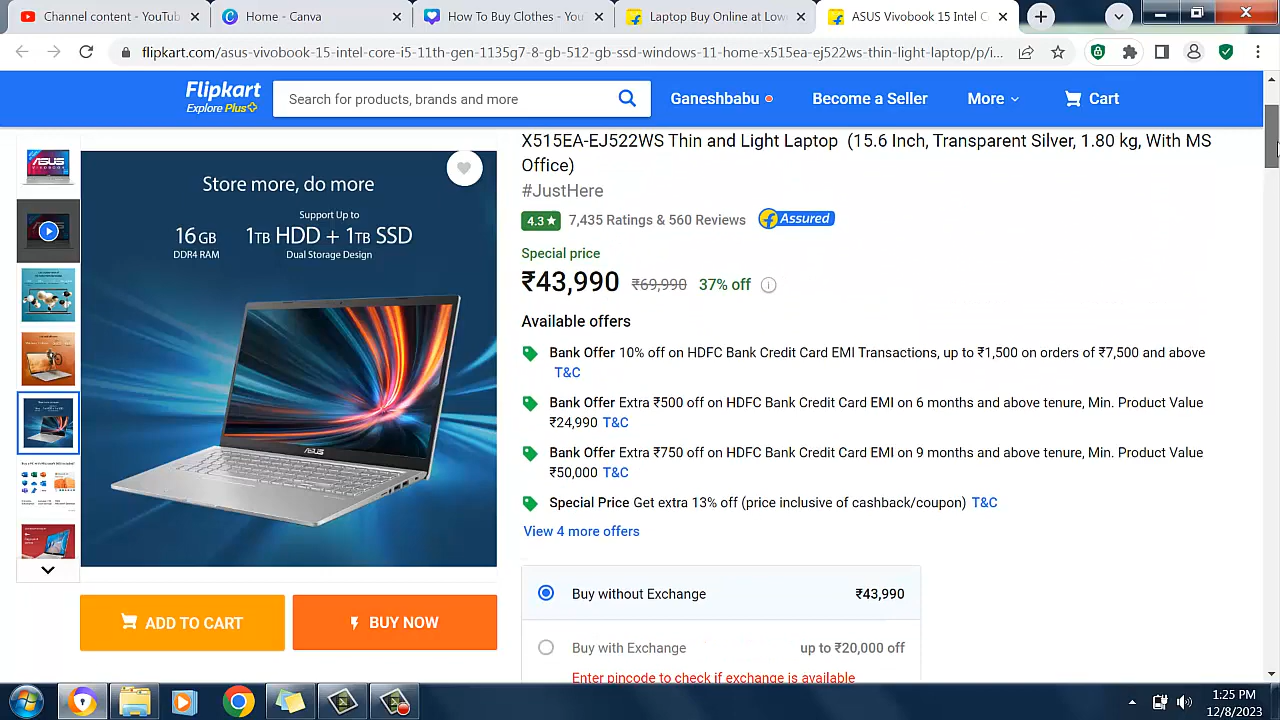 Channel content - YouTub
Home - Canva
How To Dry Clothes - You
Laptop Buy Online at Low
ASUS Vivobook 15 Intel C
flipkart.com/asus-vivobook-15-intel-core-i5-11th-gen-1135g7-8-gb-512-gb-ssd-windows-11-home-x515ea-ej522ws-thin-light-laptop/p/i...
Flipkart
Explore Plus
Search for products, brands and more
Ganeshbabu
Become a Seller
More
Cart
X515EA-EJ522WS Thin and Light Laptop (15.6 Inch, Transparent Silver, 1.80 kg, With MS
Office)
#JustHere
4.3★ 7,435 Ratings & 560 Reviews Assured
Special price
₹43,990 ₹69,990 37% off
Available offers
Bank Offer 10% off on HDFC Bank Credit Card EMI Transactions, up to ₹1,500 on orders of ₹7,500 and above
T&C
Bank Offer Extra ₹500 off on HDFC Bank Credit Card EMI on 6 months and above tenure, Min. Product Value
₹24,990 T&C
Bank Offer Extra ₹750 off on HDFC Bank Credit Card EMI on 9 months and above tenure, Min. Product Value
₹50,000 T&C
Special Price Get extra 13% off (price inclusive of cashback/coupon) T&C
View 4 more offers
Buy without Exchange ₹43,990
Buy with Exchange up to ₹20,000 off
Enter pincode to check if exchange is available
Store more, do more
Support Up to
16 GB 1TB HDD + 1TB SSD
DDR4 RAM Dual Storage Design
ASUS
ASUS
ADD TO CART
BUY NOW
1:25 PM
12/8/2023